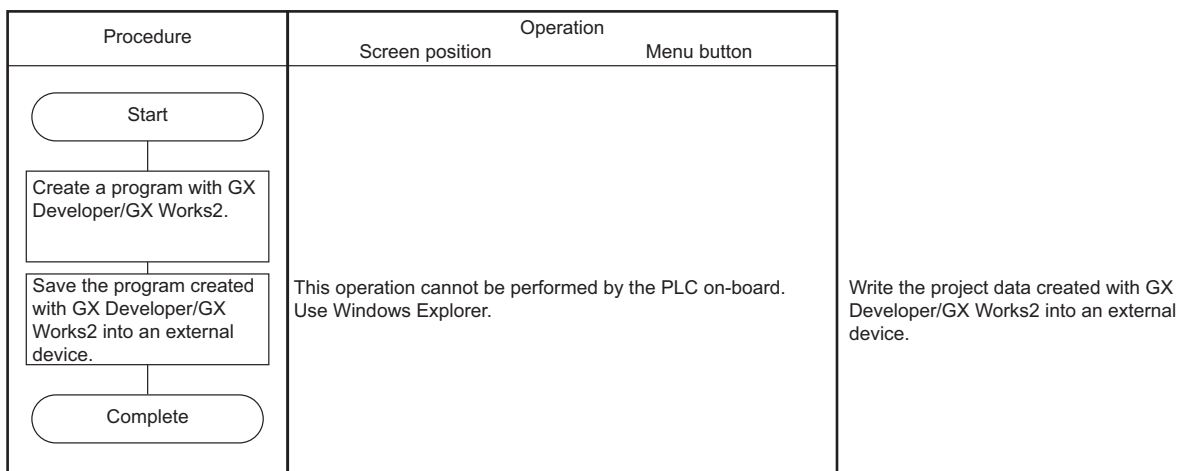 Procedure
Operation
Screen position
Menu button
Start
Create a program with GX
Developer/GX Works2.
Save the program created
with GX Developer/GX
Works2 into an external
device.
This operation cannot be performed by the PLC on-board.
Use Windows Explorer.
Write the project data created with GX
Developer/GX Works2 into an external
device.
Complete